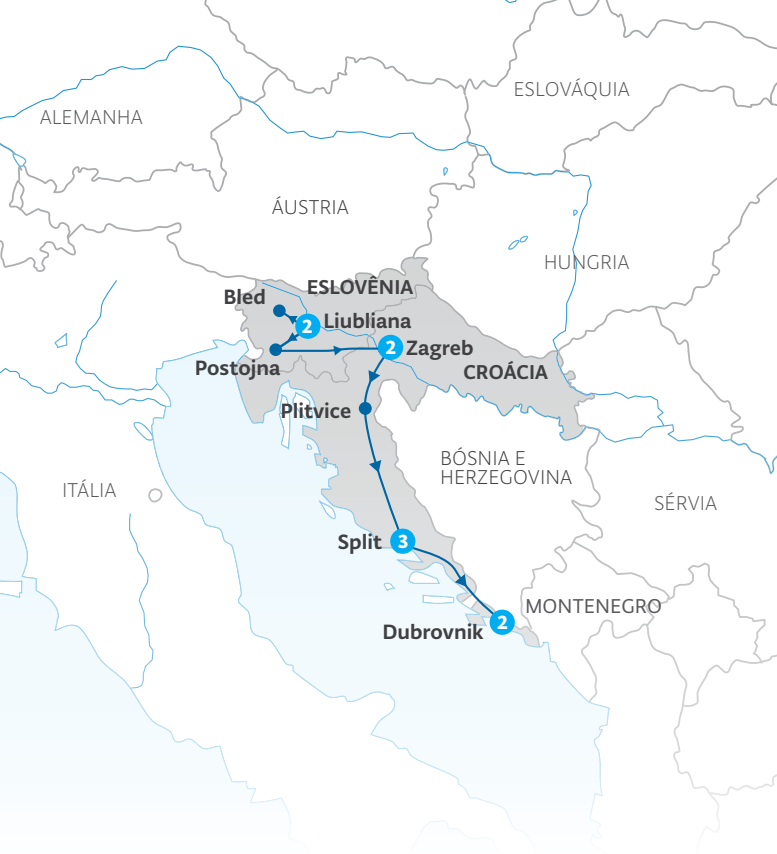 ESLOVÁQUIA
ALEMANHA
ÁUSTRIA
HUNGRIA
ESLOVÊNIA
Bled
2
Liubliana
2
Zagreb
Postojna
CROÁCIA
Plitvice
BÓSNIA E
HERZEGOVINA
ITÁLIA
SÉRVIA
Split
3
MONTENEGRO
2
Dubrovnik